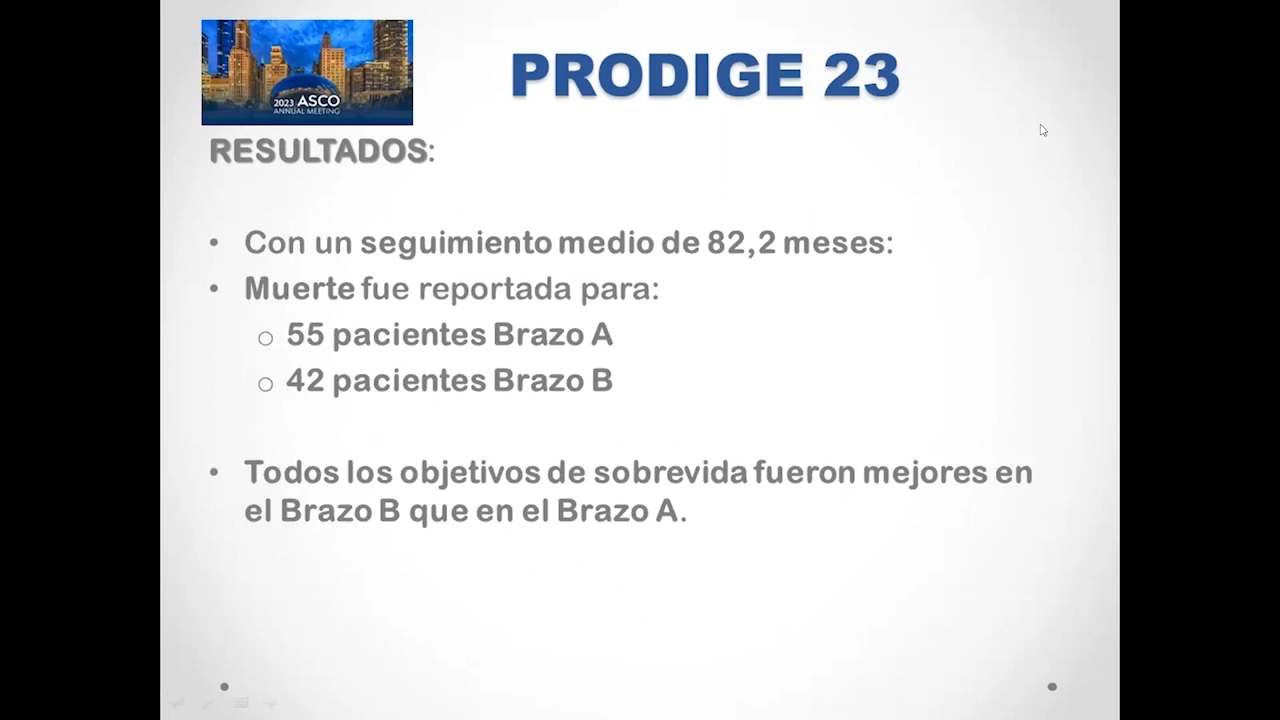 2023 ASCO
ANNUAL MEETING
PRODIGE 23
RESULTADOS:
• Con un seguimiento medio de 82,2 meses:
• Muerte fue reportada para:
o 55 pacientes Brazo A
o 42 pacientes Brazo B
• Todos los objetivos de sobrevida fueron mejores en
el Brazo B que en el Brazo A.